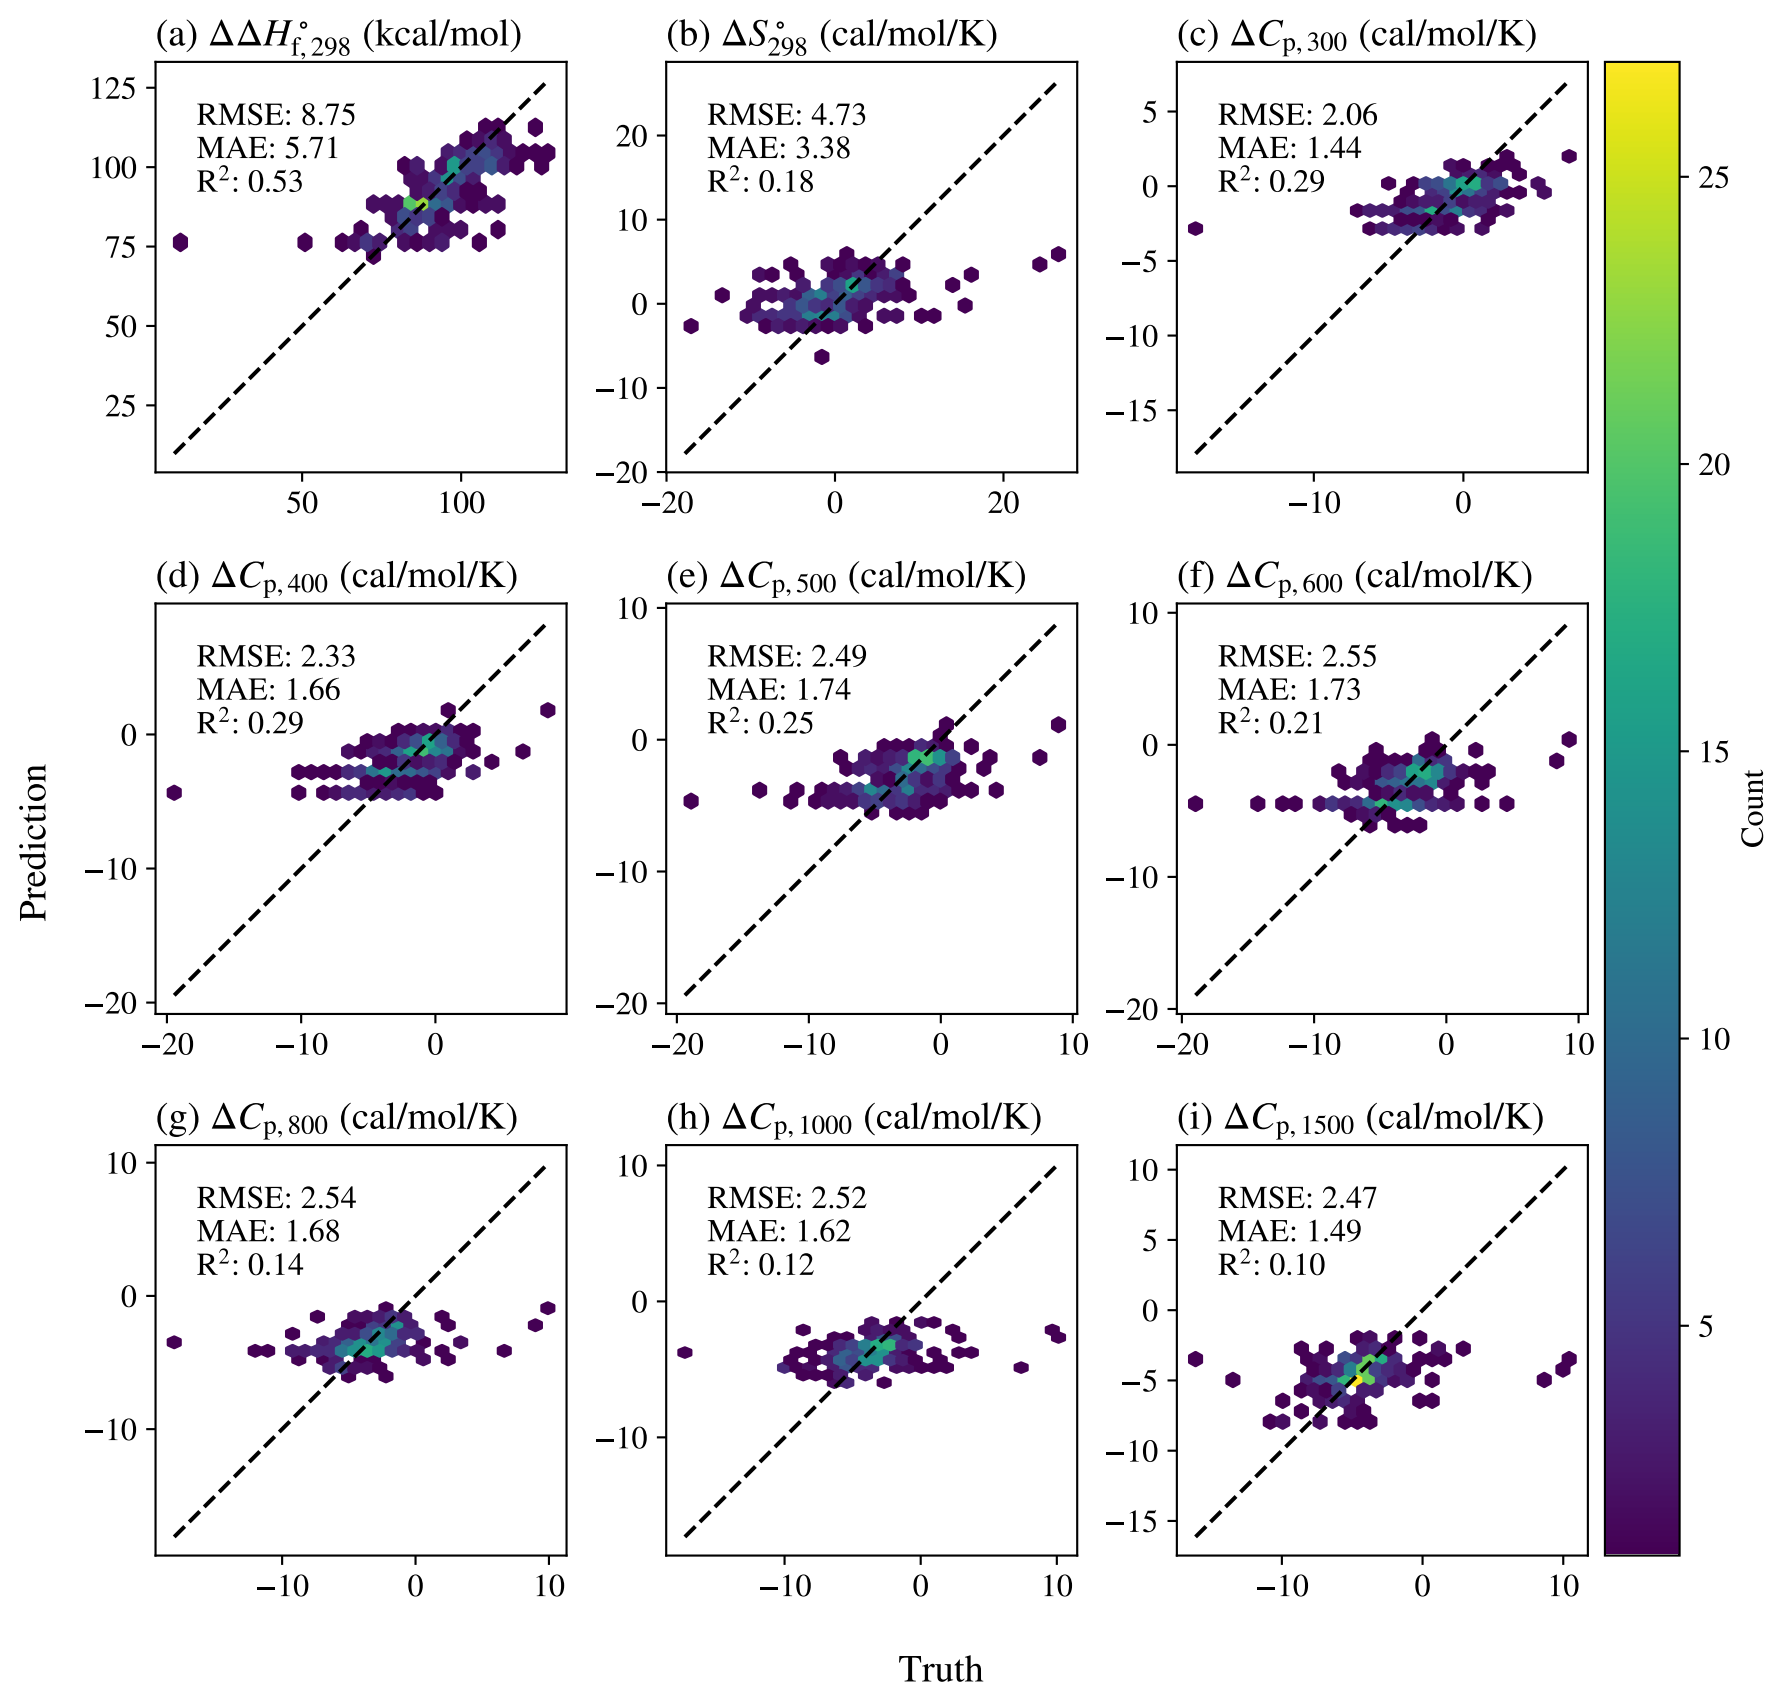 (a) ΔΔH°f,298 (kcal/mol)
RMSE: 8.75
MAE: 5.71
R²: 0.53
125
100
75
50
25
50
100
(b) ΔS°298 (cal/mol/K)
RMSE: 4.73
MAE: 3.38
R²: 0.18
20
10
0
−10
−20
−20
0
20
(c) ΔCp,300 (cal/mol/K)
RMSE: 2.06
MAE: 1.44
R²: 0.29
5
0
−5
−10
−15
−10
0
(d) ΔCp,400 (cal/mol/K)
RMSE: 2.33
MAE: 1.66
R²: 0.29
0
−10
−20
−20
−10
0
(e) ΔCp,500 (cal/mol/K)
RMSE: 2.49
MAE: 1.74
R²: 0.25
10
0
−10
−20
−20
−10
0
10
(f) ΔCp,600 (cal/mol/K)
RMSE: 2.55
MAE: 1.73
R²: 0.21
10
0
−10
−20
−20
−10
0
10
(g) ΔCp,800 (cal/mol/K)
RMSE: 2.54
MAE: 1.68
R²: 0.14
10
0
−10
−10
0
10
(h) ΔCp,1000 (cal/mol/K)
RMSE: 2.52
MAE: 1.62
R²: 0.12
10
0
−10
−10
0
10
(i) ΔCp,1500 (cal/mol/K)
RMSE: 2.47
MAE: 1.49
R²: 0.10
10
5
0
−5
−10
−15
−10
0
10
25
20
15
10
5
Count
Prediction
Truth